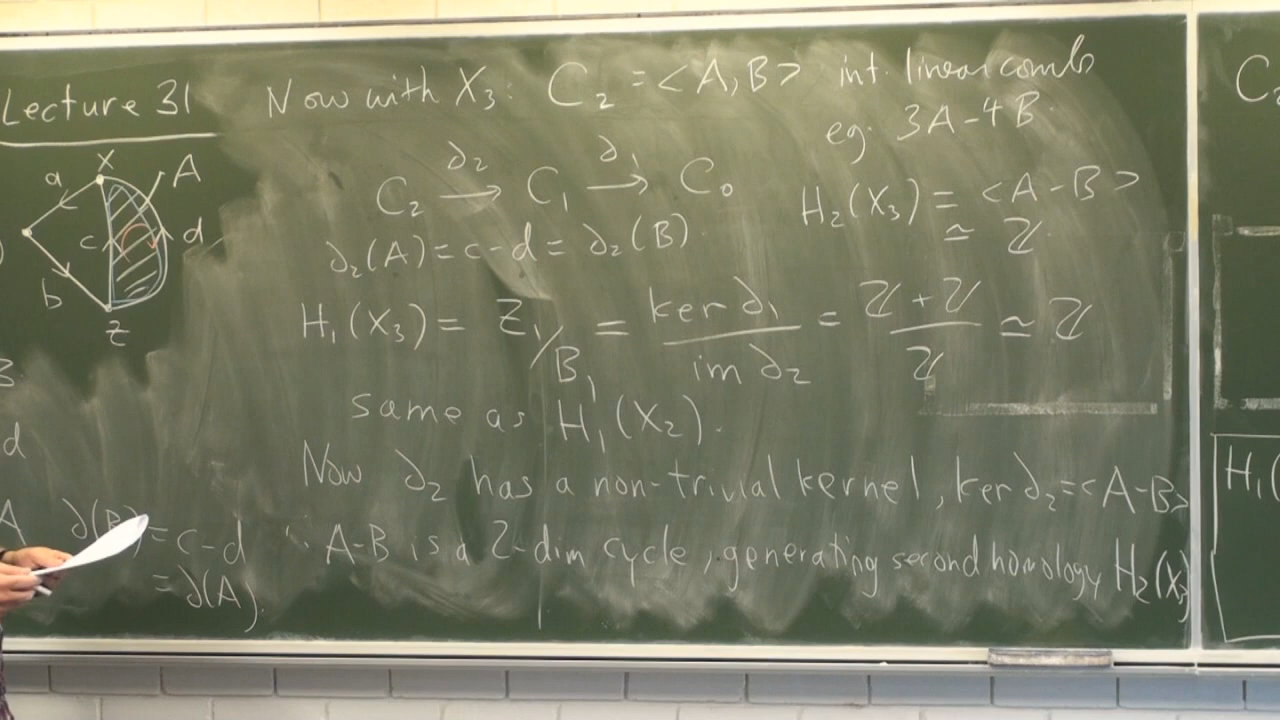 Lecture 31
Now with X₃: C₂ = <A,B> int. linear comb
eg. 3A-4B.
x
a
A
c
d
b
z
C₂ ∂₂→ C₁ ∂₁→ C₀
H₂(X₃) = <A-B>
≃ ℤ.
∂₂(A)=c-d=∂₂(B).
H₁(X₃)= Z₁/B₁ = ker ∂₁/im ∂₂ = ℤ+ℤ/ℤ ≃ ℤ
same as H₁(X₂).
Now ∂₂ has a non-trivial kernel, ker ∂₂=<A-B>
∂(B)=c-d ∴ A-B is a 2-dim cycle, generating second homology H₂(X₃)
=∂(A).
d
A
H₁(